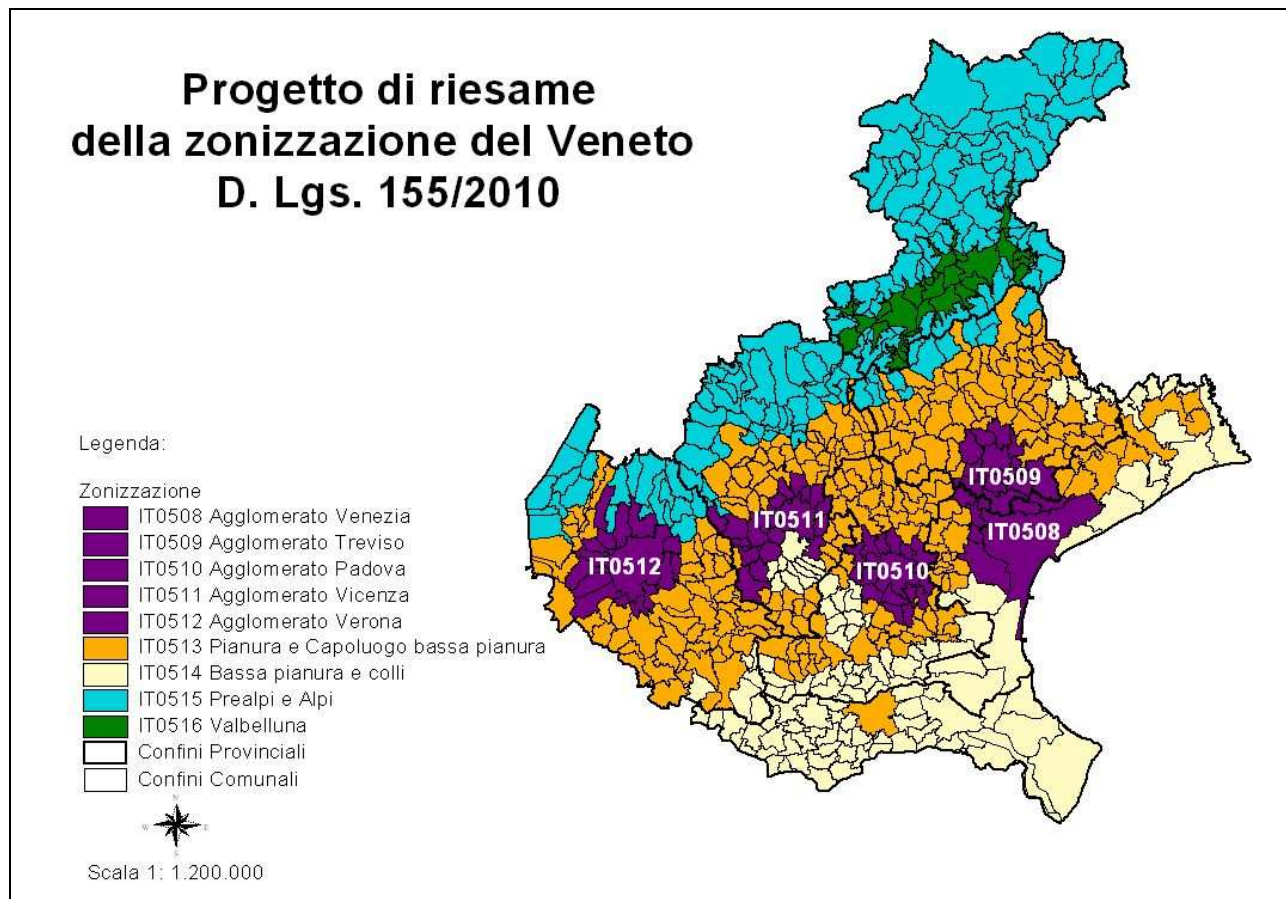 Progetto di riesame
della zonizzazione del Veneto
D. Lgs. 155/2010
IT0509
IT0511
IT0508
IT0512
IT0510
Legenda:
Zonizzazione
IT0508 Agglomerato Venezia
IT0509 Agglomerato Treviso
IT0510 Agglomerato Padova
IT0511 Agglomerato Vicenza
IT0512 Agglomerato Verona
IT0513 Pianura e Capoluogo bassa pianura
IT0514 Bassa pianura e colli
IT0515 Prealpi e Alpi
IT0516 Valbelluna
Confini Provinciali
Confini Comunali
N
W E
S
Scala 1: 1.200.000